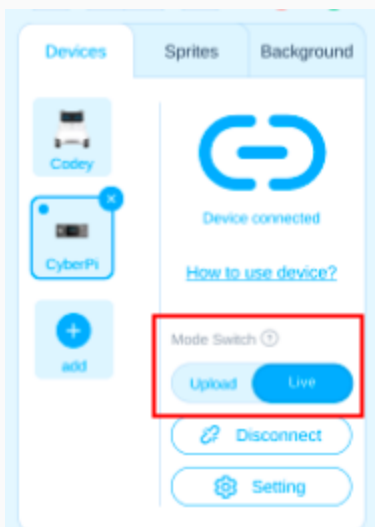 Devices Sprites Background
Codey
Device connected
CyberPi
How to use device?
add
Mode Switch ?
Upload Live
Disconnect
Setting